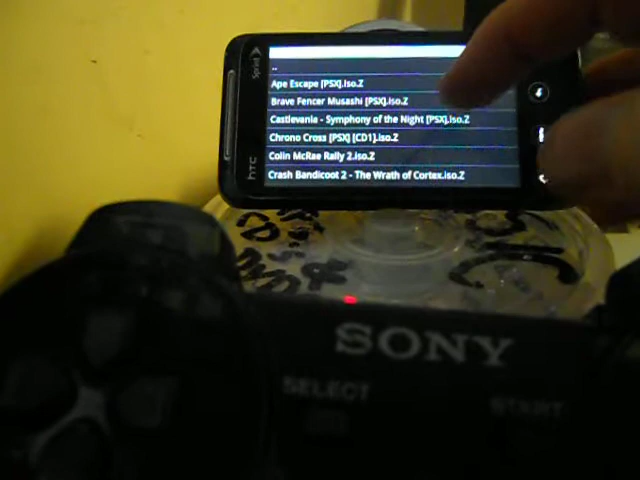 Sprint
..
Ape Escape [PSX].iso.Z
Brave Fencer Musashi [PSX].iso.Z
Castlevania - Symphony of the Night [PSX].iso.Z
Chrono Cross [PSX] [CD1].iso.Z
Colin McRae Rally 2.iso.Z
Crash Bandicoot 2 - The Wrath of Cortex.iso.Z
hTC
CD
SONY
SELECT
START